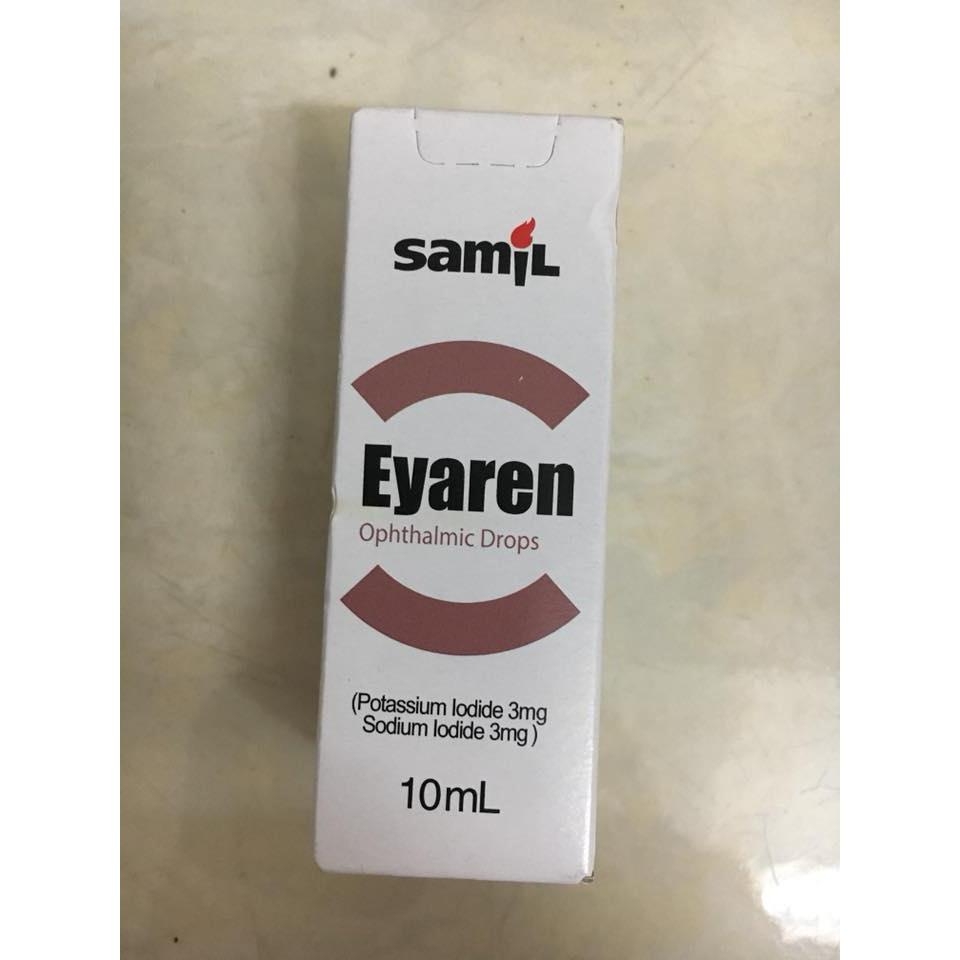 samil
Eyaren
Ophthalmic Drops
(Potassium Iodide 3mg
Sodium Iodide 3mg )
10mL